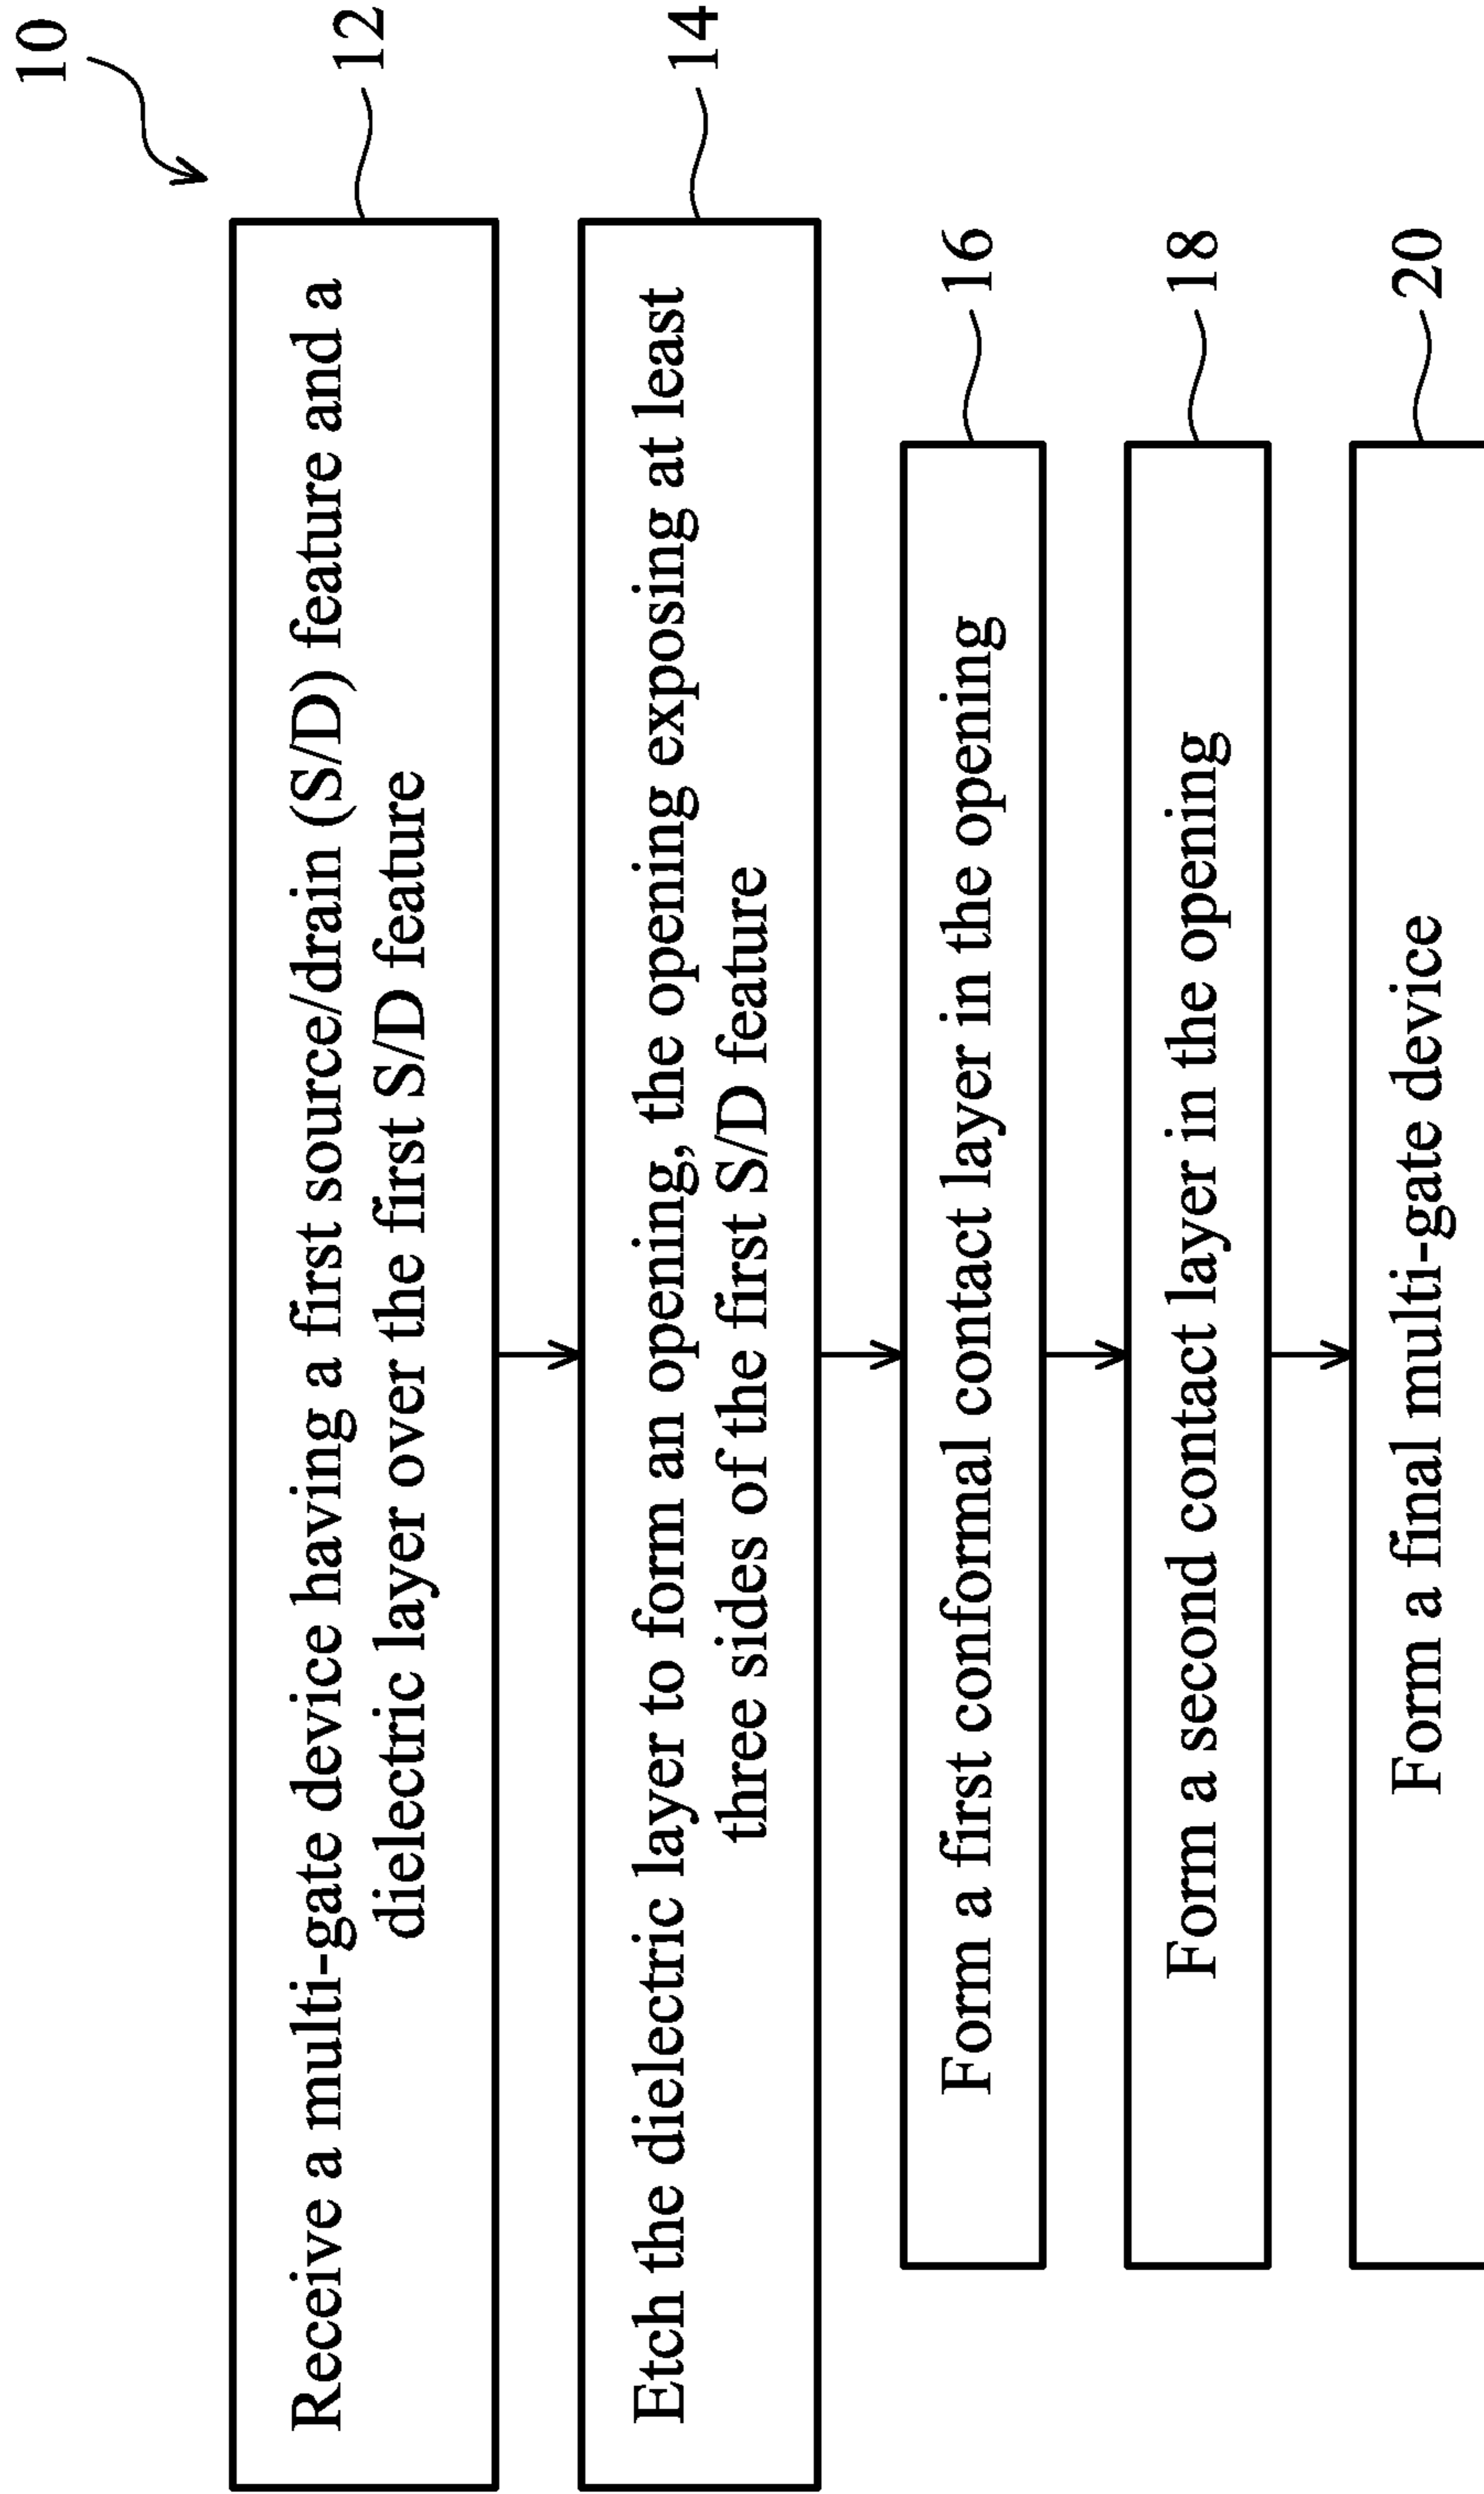 10
Receive a multi-gate device having a first source/drain (S/D) feature and a
dielectric layer over the first S/D feature
12
Etch the dielectric layer to form an opening, the opening exposing at least
three sides of the first S/D feature
14
Form a first conformal contact layer in the opening
16
Form a second contact layer in the opening
18
Form a final multi-gate device
20